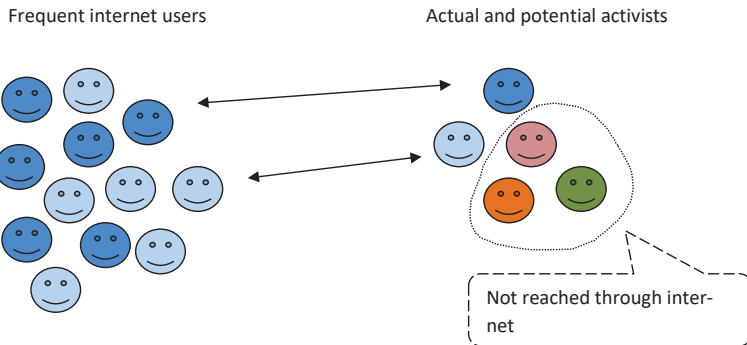 Frequent internet users
Actual and potential activists
Not reached through inter-
net